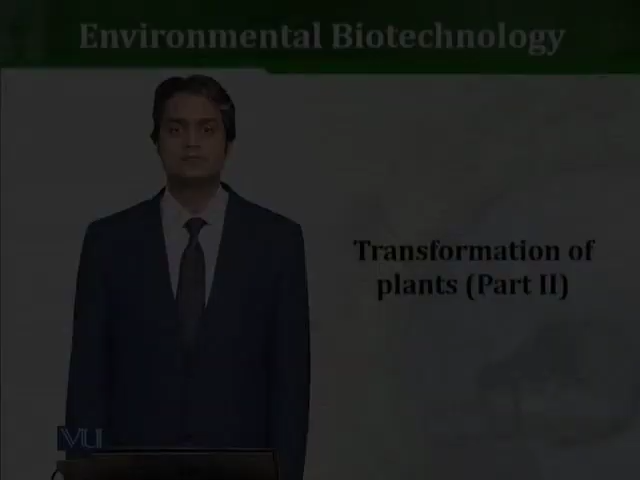 Environmental Biotechnology
Transformation of
plants (Part II)
VU